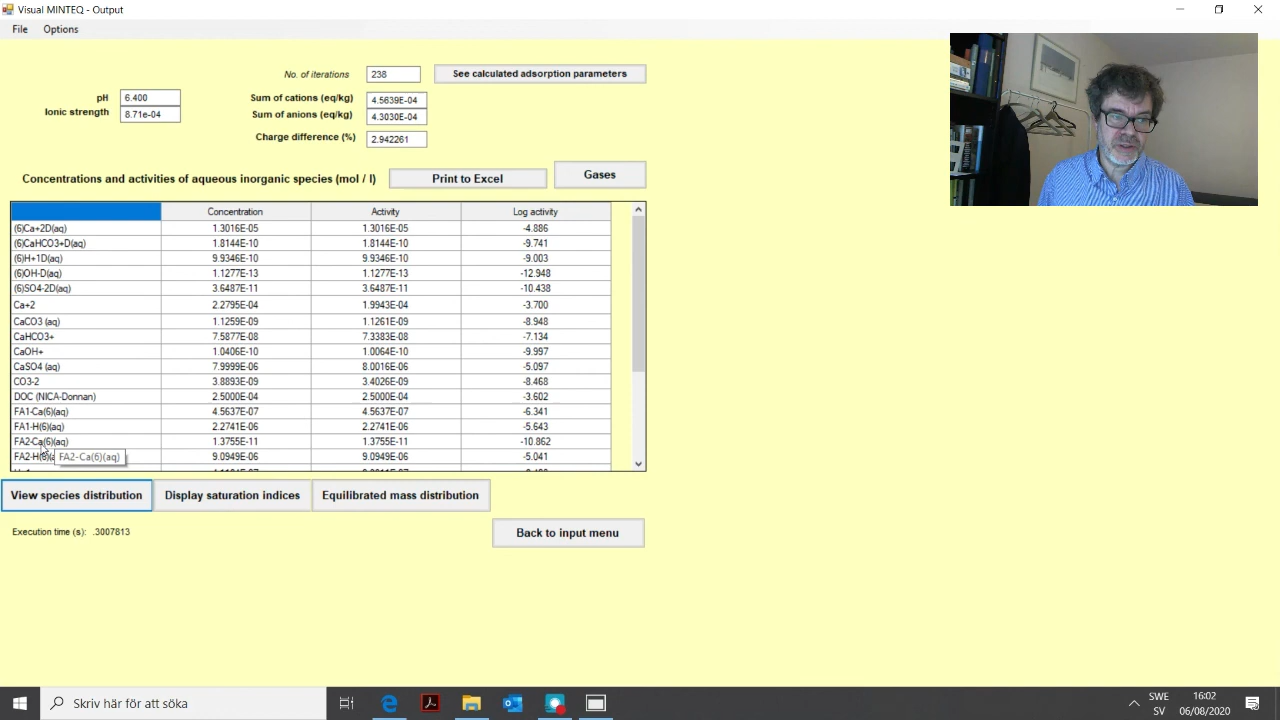 Visual MINTEQ - Output
File Options
No. of iterations 238 See calculated adsorption parameters
pH 6.400 Sum of cations (eq/kg) 4.5639E-04
Ionic strength 8.71e-04 Sum of anions (eq/kg) 4.3030E-04
Charge difference (%) 2.942261
Concentrations and activities of aqueous inorganic species (mol / l) Print to Excel Gases
Concentration Activity Log activity
(6)Ca+2D(aq) 1.3016E-05 1.3016E-05 -4.886
(6)CaHCO3+D(aq) 1.8144E-10 1.8144E-10 -9.741
(6)H+1D(aq) 9.9346E-10 9.9346E-10 -9.003
(6)OH-D(aq) 1.1277E-13 1.1277E-13 -12.948
(6)SO4-2D(aq) 3.6487E-11 3.6487E-11 -10.438
Ca+2 2.2795E-04 1.9943E-04 -3.700
CaCO3 (aq) 1.1259E-09 1.1261E-09 -8.948
CaHCO3+ 7.5877E-08 7.3383E-08 -7.134
CaOH+ 1.0406E-10 1.0064E-10 -9.997
CaSO4 (aq) 7.9999E-06 8.0016E-06 -5.097
CO3-2 3.8893E-09 3.4026E-09 -8.468
DOC (NICA-Donnan) 2.5000E-04 2.5000E-04 -3.602
FA1-Ca(6)(aq) 4.5637E-07 4.5637E-07 -6.341
FA1-H(6)(aq) 2.2741E-06 2.2741E-06 -5.643
FA2-Ca(6)(aq) 1.3755E-11 1.3755E-11 -10.862
FA2-H(6)(a FA2-Ca(6)(aq) 9.0949E-06 9.0949E-06 -5.041
View species distribution Display saturation indices Equilibrated mass distribution
Execution time (s): .3007813 Back to input menu
Skriv här för att söka
SWE 16:02
SV 06/08/2020